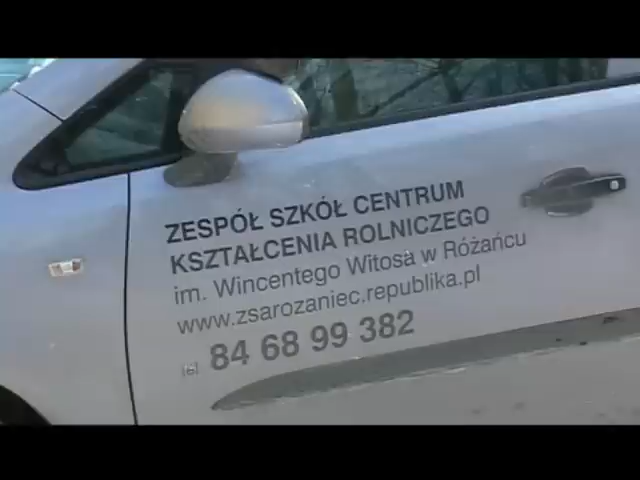 ZESPÓŁ SZKÓŁ CENTRUM
KSZTAŁCENIA ROLNICZEGO
im. Wincentego Witosa w Różańcu
www.zsarozaniec.republika.pl
84 68 99 382